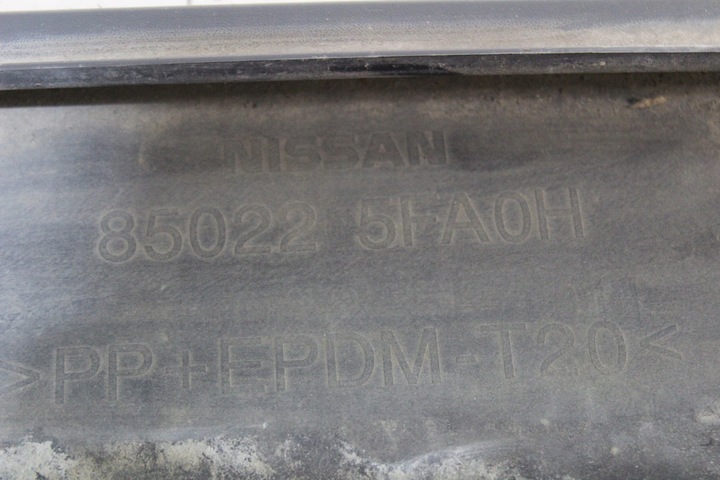 NISSAN
85022 5FA0H
>PP+EPDM-T20<